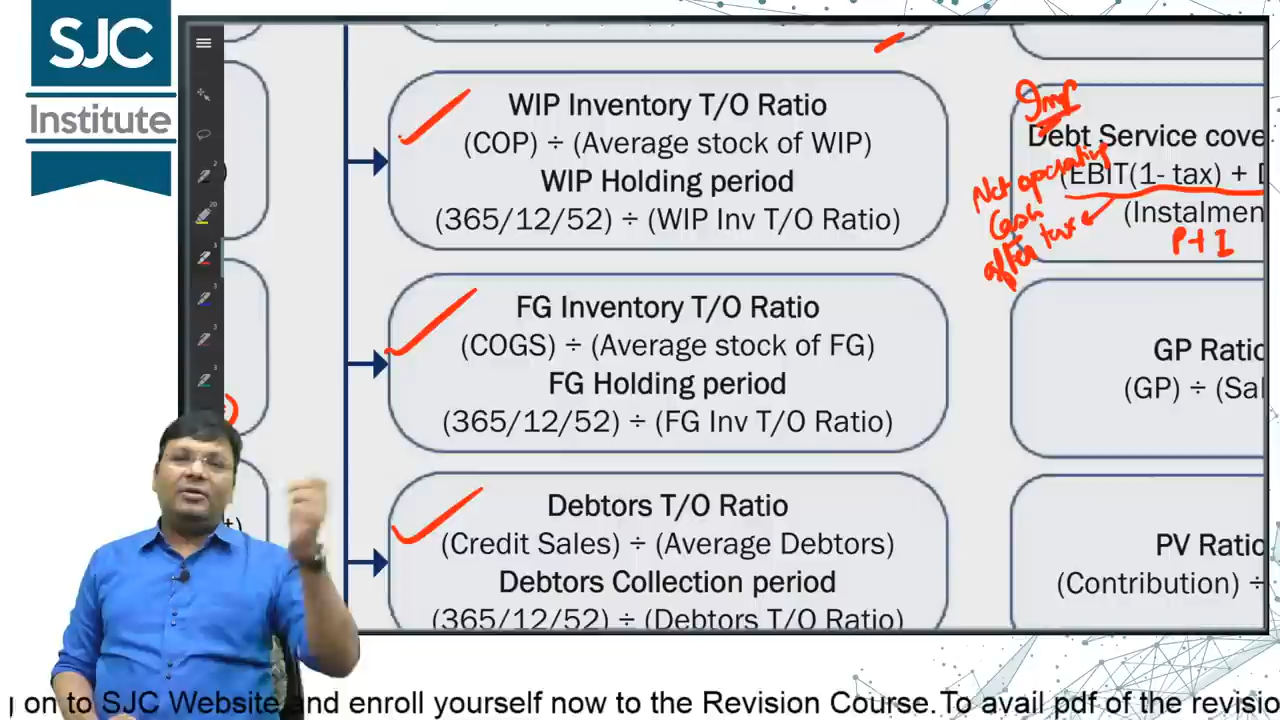 SJC
Institute
WIP Inventory T/O Ratio
(COP) ÷ (Average stock of WIP)
WIP Holding period
(365/12/52) ÷ (WIP Inv T/O Ratio)
FG Inventory T/O Ratio
(COGS) ÷ (Average stock of FG)
FG Holding period
(365/12/52) ÷ (FG Inv T/O Ratio)
Debtors T/O Ratio
(Credit Sales) ÷ (Average Debtors)
Debtors Collection period
(365/12/52) ÷ (Debtors T/O Ratio)
Imp
Debt Service cove
(EBIT(1- tax) + D
(Instalmen
P+I
Net operating
Cash
after tax
GP Ratio
(GP) ÷ (Sal
PV Ratio
(Contribution) ÷
g on to SJC Website and enroll yourself now to the Revision Course.To avail pdf of the revisio